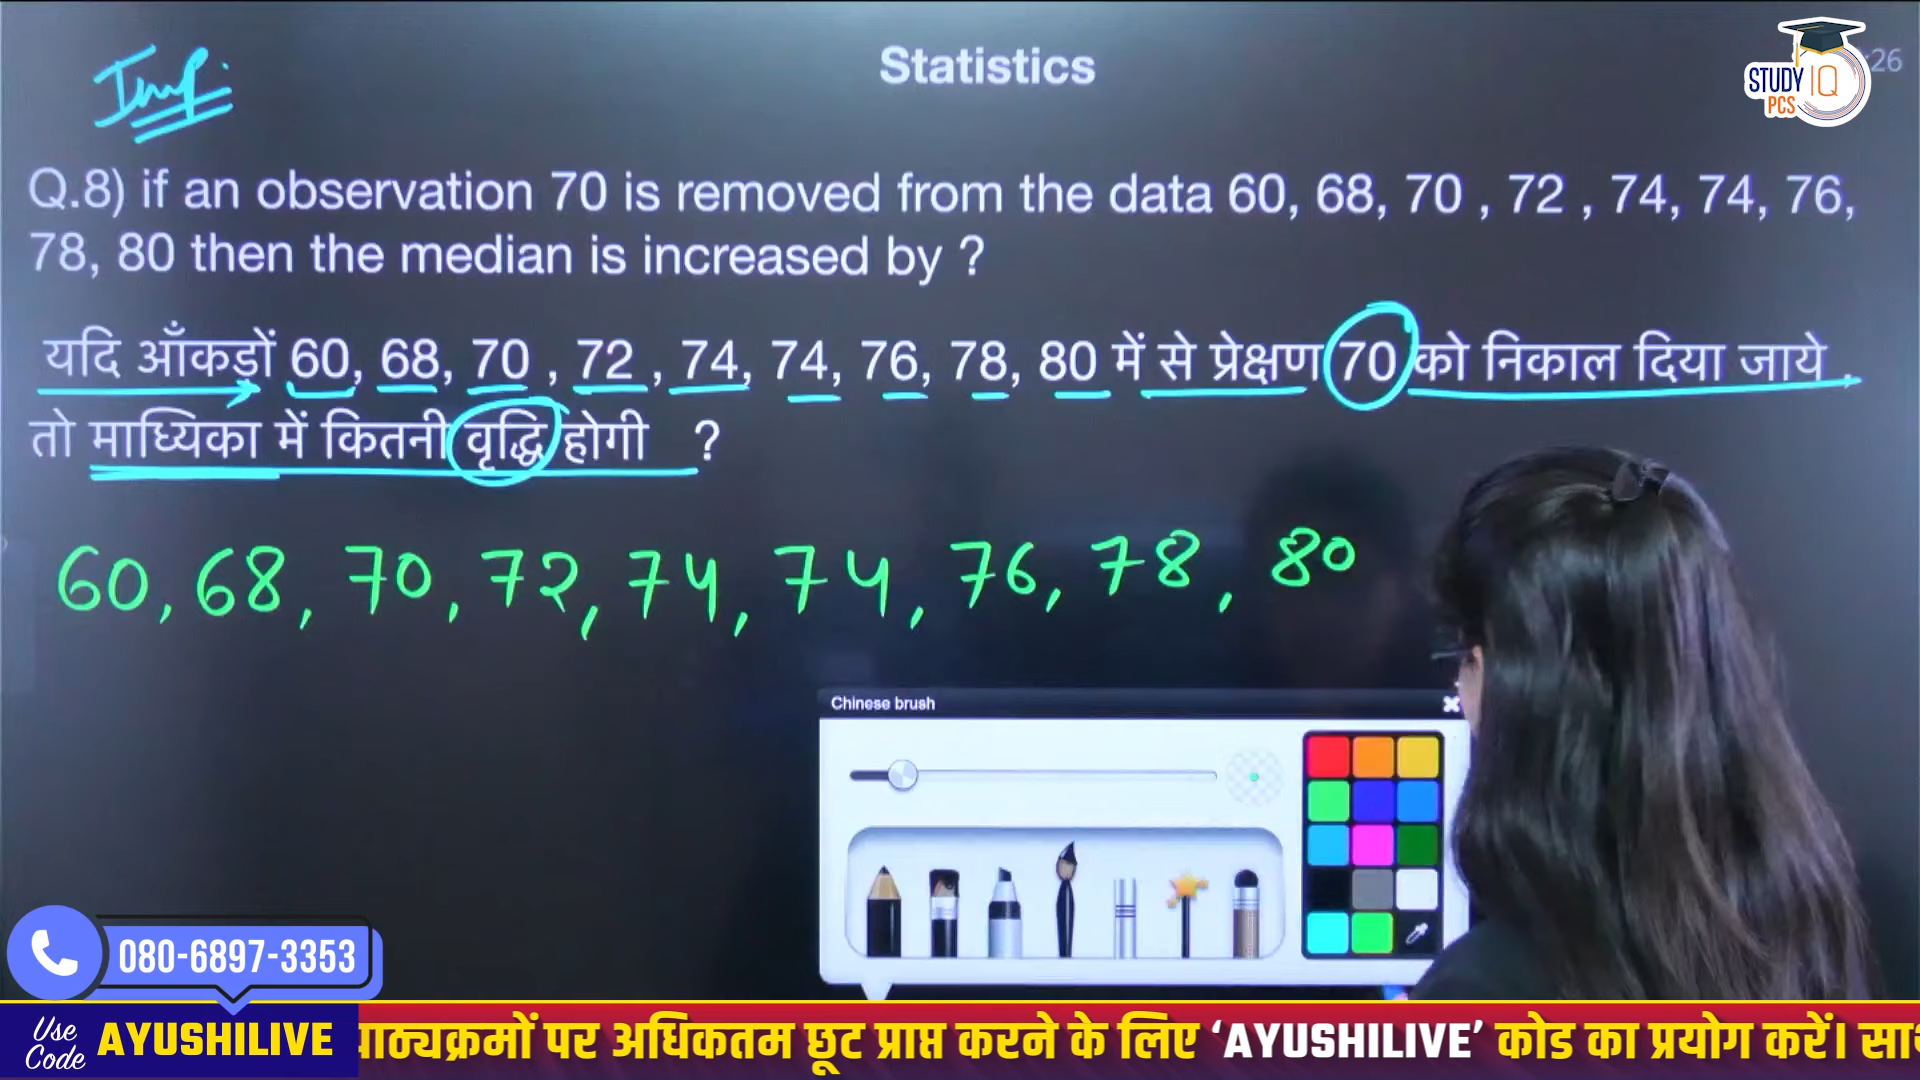 Imp.
Statistics
:26
STUDY IQ
PCS
Q.8) if an observation 70 is removed from the data 60, 68, 70 , 72 , 74, 74, 76,
78, 80 then the median is increased by ?
यदि आँकड़ों 60, 68, 70 , 72 , 74, 74, 76, 78, 80 में से प्रेक्षण 70 को निकाल दिया जाये .
तो माध्यिका में कितनी वृद्धि होगी ?
60, 68, 70, 72, 74, 74, 76, 78, 80
Chinese brush
080-6897-3353
Use Code AYUSHILIVE
पाठ्यक्रमों पर अधिकतम छूट प्राप्त करने के लिए ‘AYUSHILIVE’ कोड का प्रयोग करें।